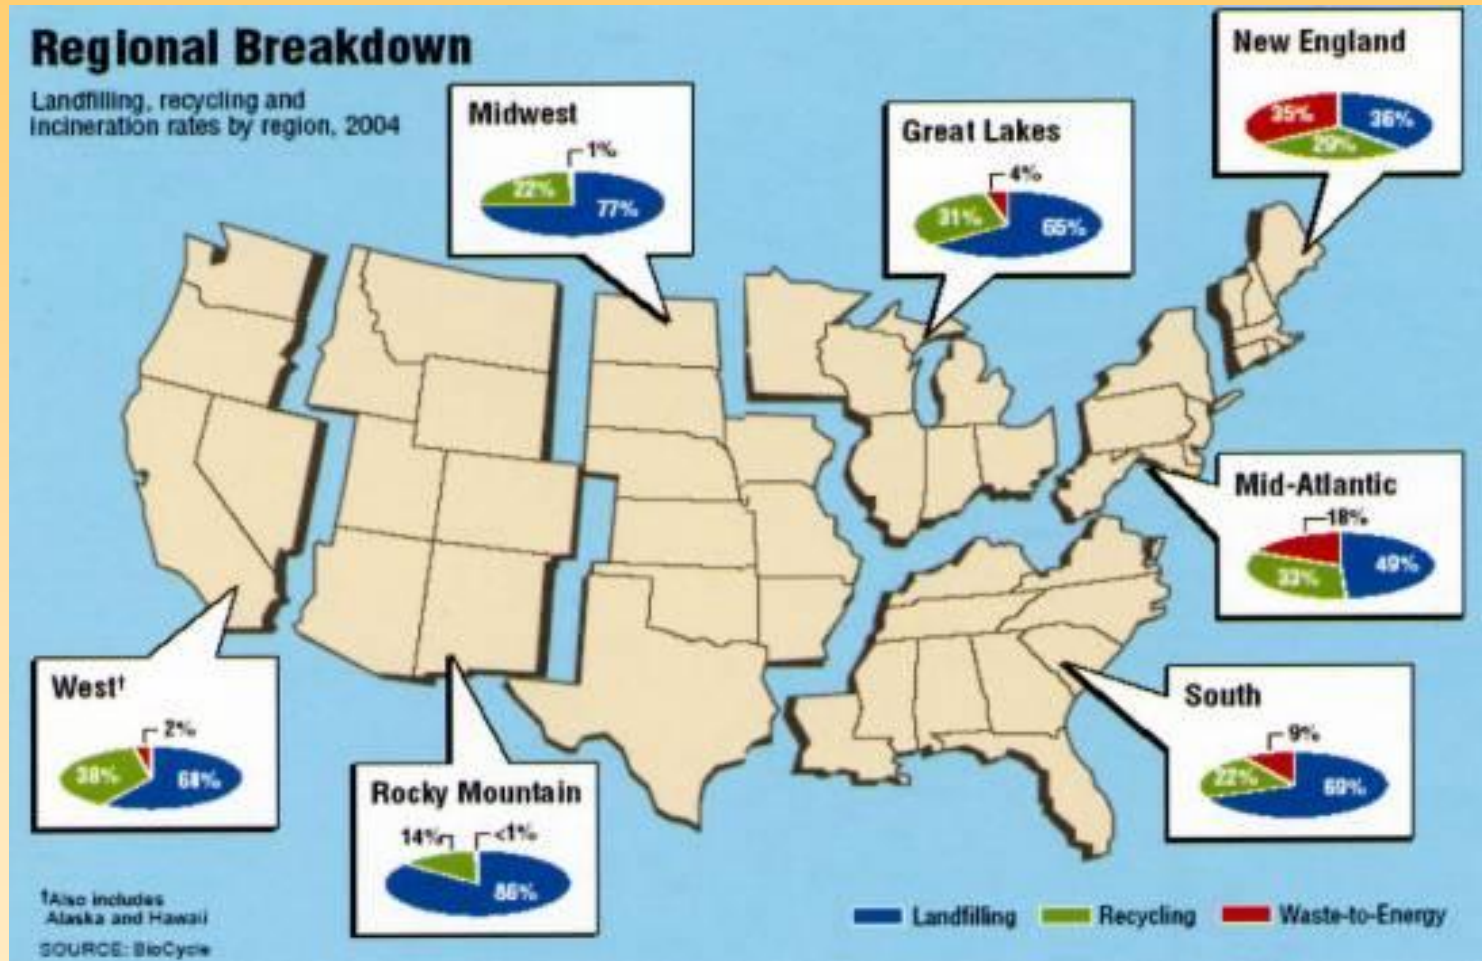 Regional Breakdown
Landfilling, recycling and
incineration rates by region, 2004
Midwest
1%
22%
77%
Great Lakes
4%
31%
65%
New England
35%
36%
29%
Mid-Atlantic
18%
33%
49%
West†
2%
38%
Rocky Mountain
14%
<1%
86%
South
9%
22%
69%
†Also includes
Alaska and Hawaii
SOURCE: BioCycle
Landfilling
Recycling
Waste-to-Energy